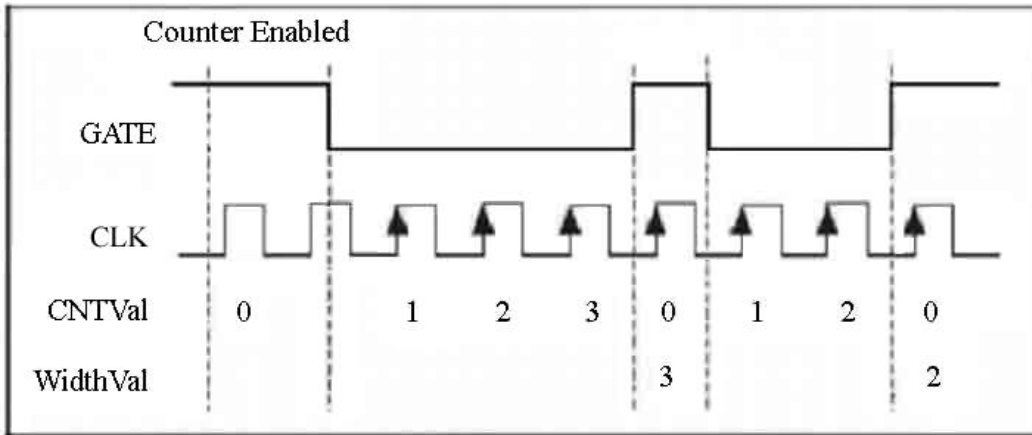 Counter Enabled
GATE
CLK
CNTVal 0 1 2 3 0 1 2 0
WidthVal 3 2